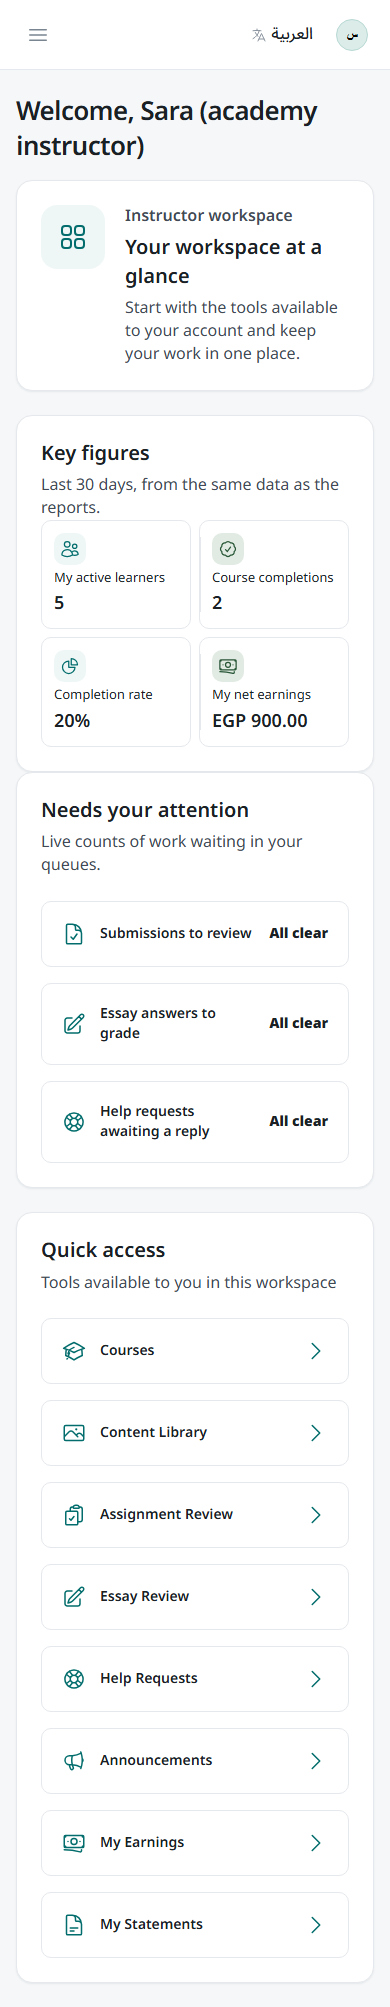 العربية
س
Welcome, Sara (academy
instructor)
Instructor workspace
Your workspace at a
glance
Start with the tools available
to your account and keep
your work in one place.
Key figures
Last 30 days, from the same data as the
reports.
My active learners
5
Course completions
2
Completion rate
20%
My net earnings
EGP 900.00
Needs your attention
Live counts of work waiting in your
queues.
Submissions to review All clear
Essay answers to
grade
All clear
Help requests
awaiting a reply
All clear
Quick access
Tools available to you in this workspace
Courses
Content Library
Assignment Review
Essay Review
Help Requests
Announcements
My Earnings
My Statements